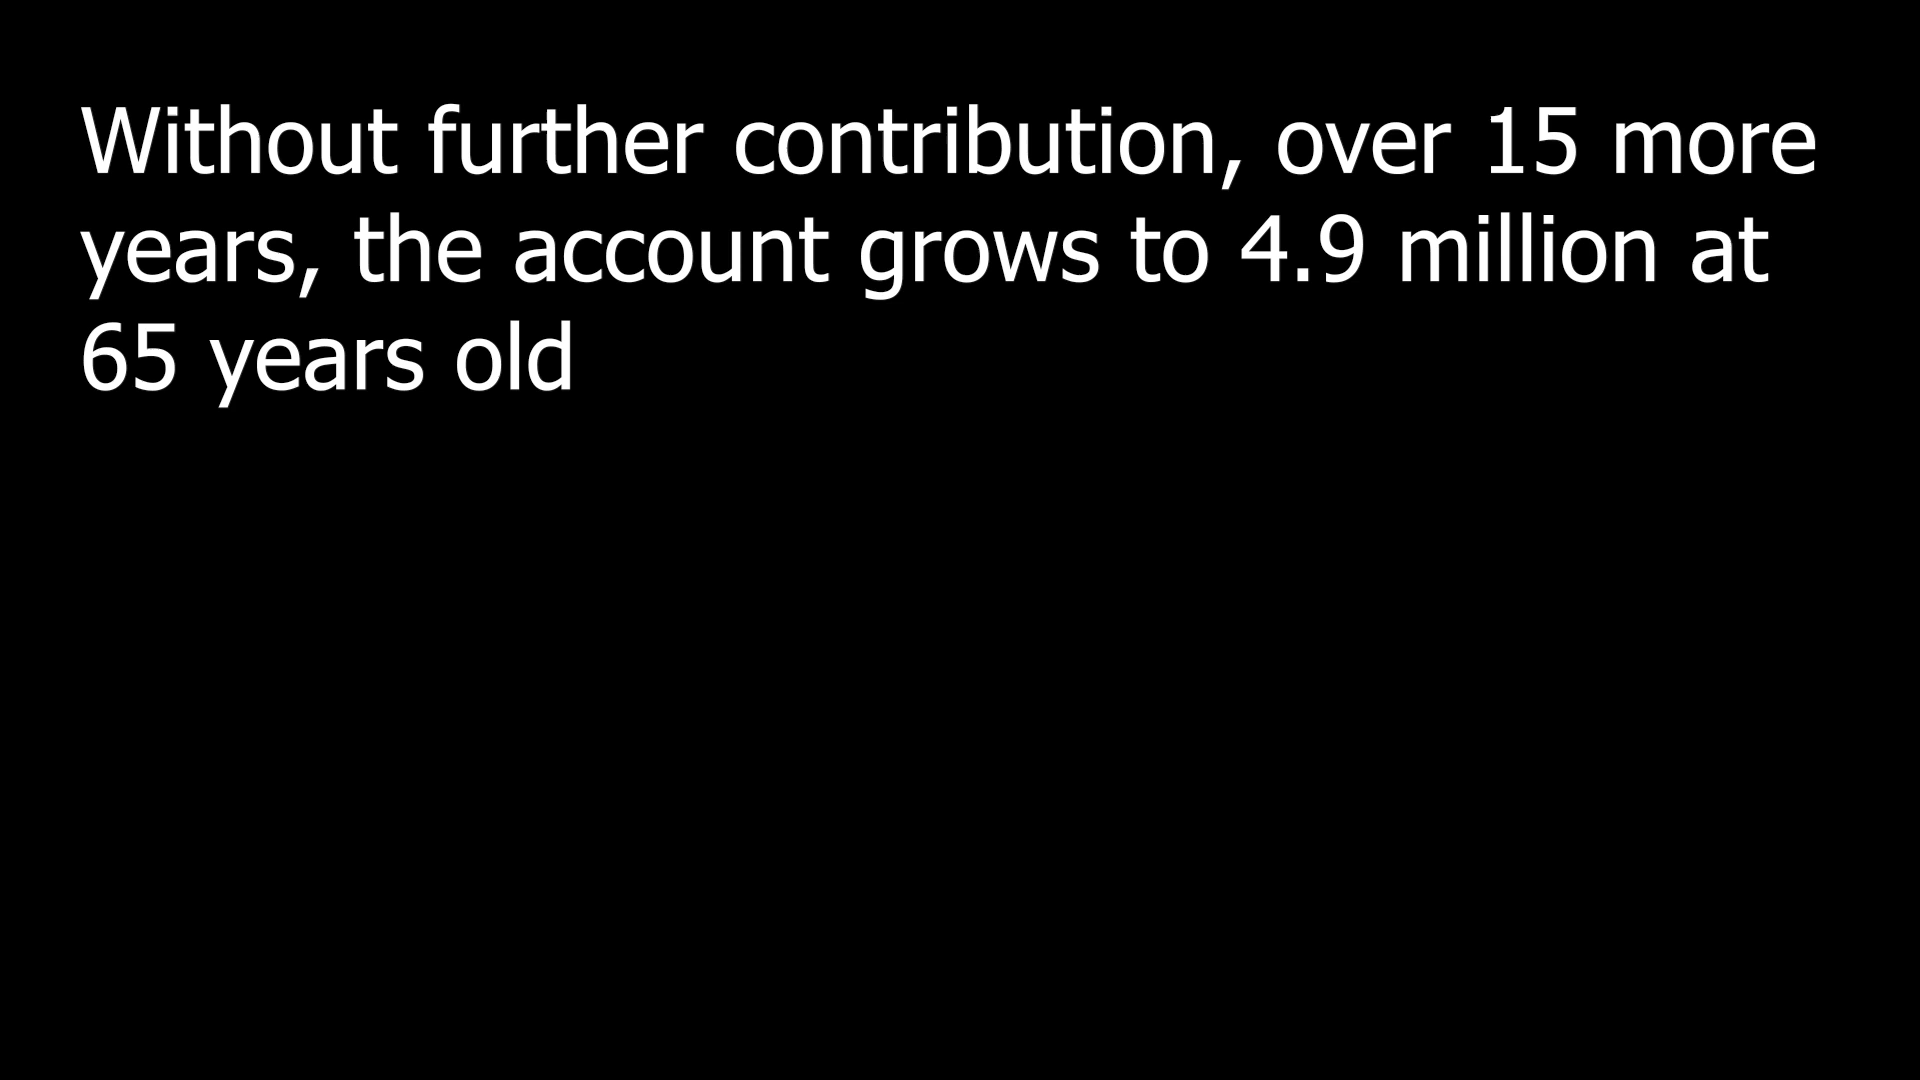 Without further contribution, over 15 more
years, the account grows to 4.9 million at
65 years old